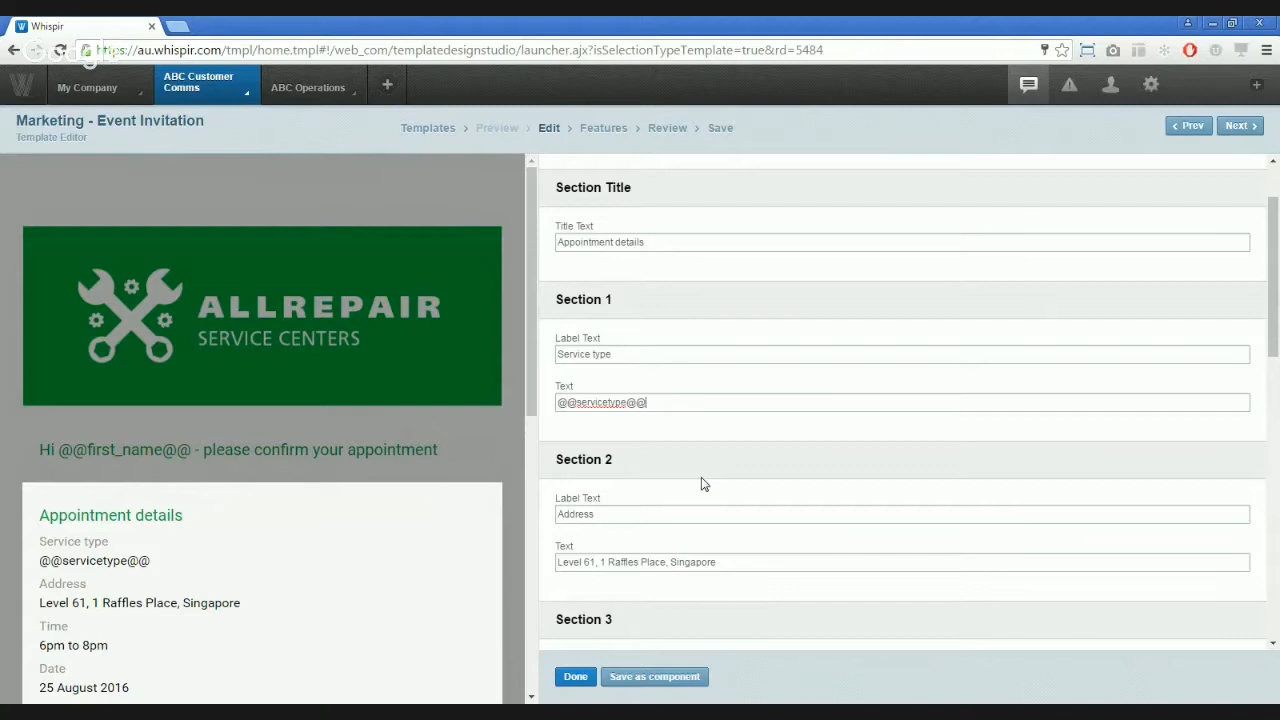 Whispir
https://au.whispir.com/tmpl/home.tmpl#!/web_com/templatedesignstudio/launcher.ajx?isSelectionTypeTemplate=true&rd=5484
My Company
ABC Customer
Comms
ABC Operations
Marketing - Event Invitation
Template Editor
Templates > Preview > Edit > Features > Review > Save
Prev
Next
ALLREPAIR
SERVICE CENTERS
Hi @@first_name@@ - please confirm your appointment
Appointment details
Service type
@@servicetype@@
Address
Level 61, 1 Raffles Place, Singapore
Time
6pm to 8pm
Date
25 August 2016
Section Title
Title Text
Appointment details
Section 1
Label Text
Service type
Text
@@servicetype@@
Section 2
Label Text
Address
Text
Level 61, 1 Raffles Place, Singapore
Section 3
Done
Save as component